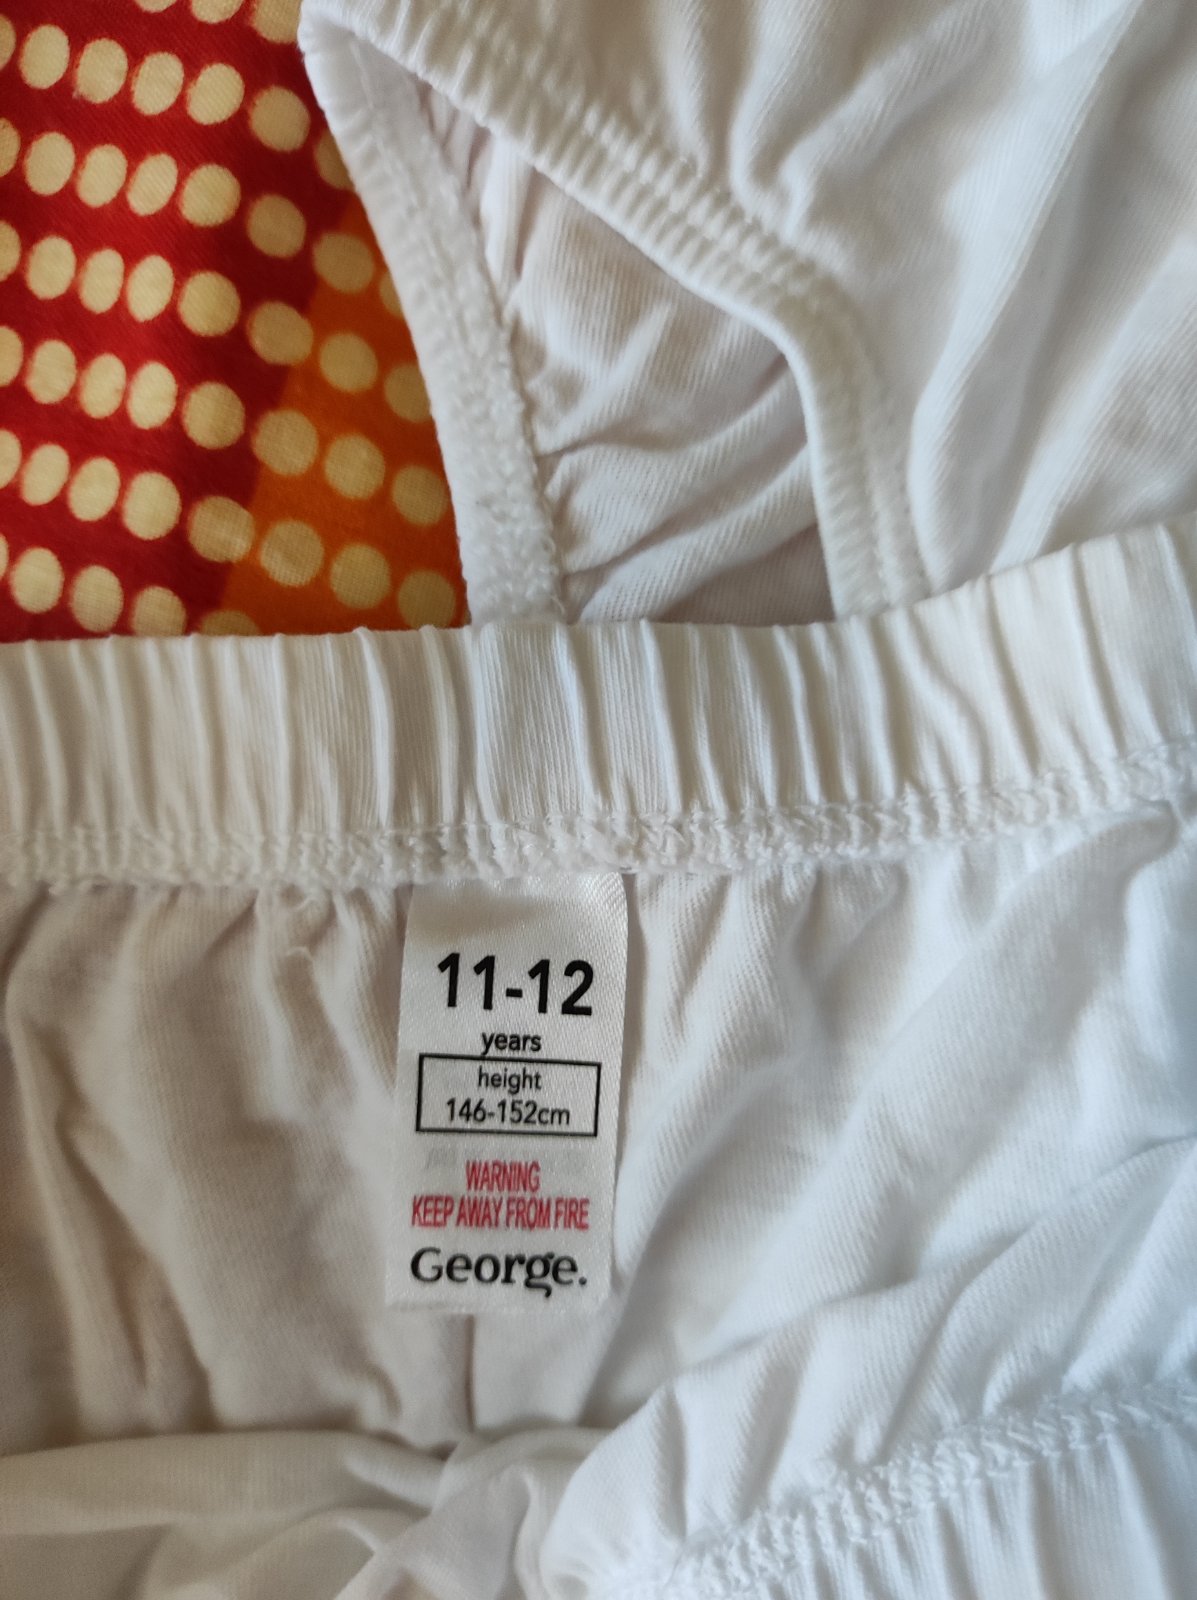 11-12
years
height
146-152cm
WARNING
KEEP AWAY FROM FIRE
George.